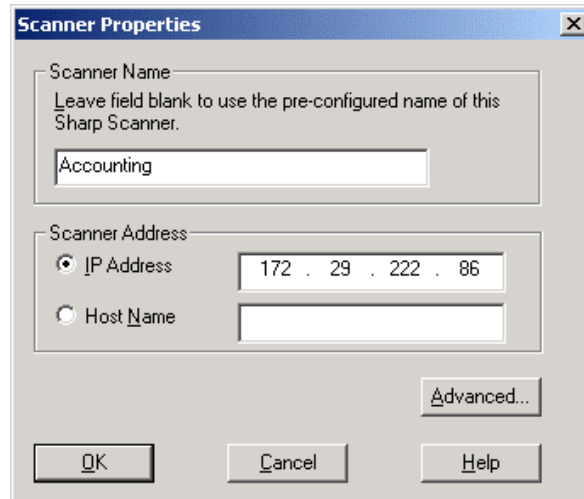 Scanner Properties
Scanner Name
Leave field blank to use the pre-configured name of this
Sharp Scanner.
Accounting
Scanner Address
IP Address 172 . 29 . 222 . 86
Host Name
Advanced...
OK Cancel Help